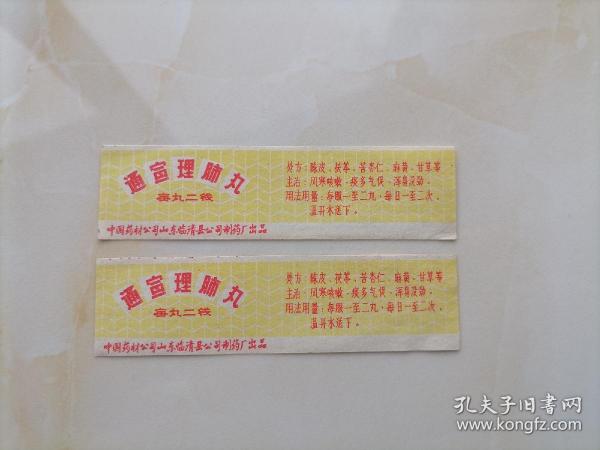 通宣理肺丸
每丸二钱
中国药材公司山东临清县公司制药厂出品
处方：陈皮、茯苓、苦杏仁、麻黄、甘草等
主治：风寒咳嗽、痰多气促、浑身没劲。
用法用量：每服一至二丸，每日一至二次，
温开水送下。
通宣理肺丸
每丸二钱
中国药材公司山东临清县公司制药厂出品
处方：陈皮、茯苓、苦杏仁、麻黄、甘草等
主治：风寒咳嗽、痰多气促、浑身没劲。
用法用量：每服一至二丸，每日一至二次，
温开水送下。
孔夫子旧書网
www.kongfz.com